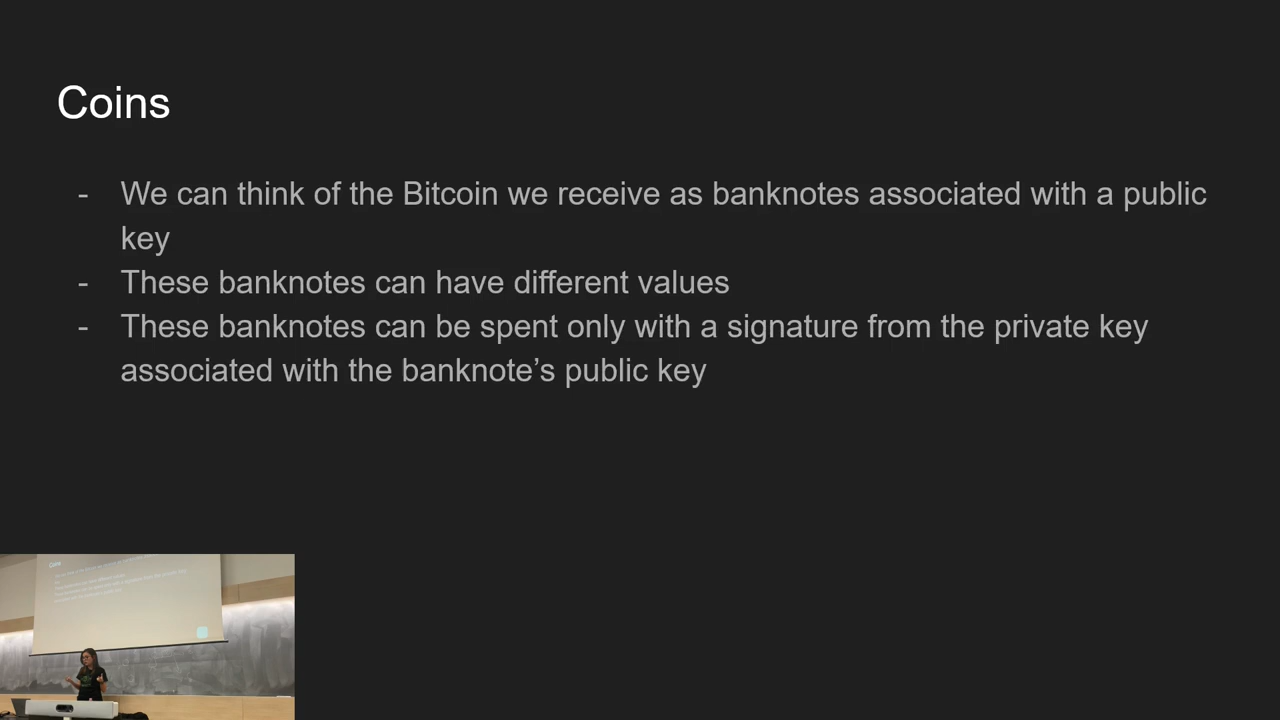 Coins
- We can think of the Bitcoin we receive as banknotes associated with a public
key
- These banknotes can have different values
- These banknotes can be spent only with a signature from the private key
associated with the banknote’s public key
Coins